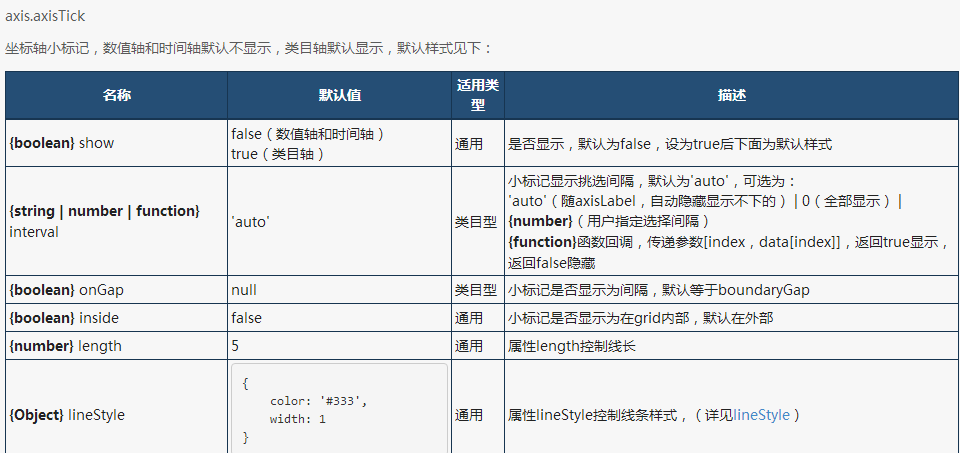 axis.axisTick
坐标轴小标记，数值轴和时间轴默认不显示，类目轴默认显示，默认样式见下：
名称 默认值 适用类型 描述
{boolean} show false（数值轴和时间轴） 通用 是否显示，默认为false，设为true后下面为默认样式
true（类目轴）
{string | number | function} interval 'auto' 类目型 小标记显示挑选间隔，默认为'auto'，可选为：
'auto'（随axisLabel，自动隐藏显示不下的）| 0（全部显示）|
{number}（用户指定选择间隔）
{function}函数回调，传递参数[index，data[index]]，返回true显示，
返回false隐藏
{boolean} onGap null 类目型 小标记是否显示为间隔，默认等于boundaryGap
{boolean} inside false 通用 小标记是否显示为在grid内部，默认在外部
{number} length 5 通用 属性length控制线长
{Object} lineStyle 通用 属性lineStyle控制线条样式，（详见lineStyle）
{
color: '#333',
width: 1
}